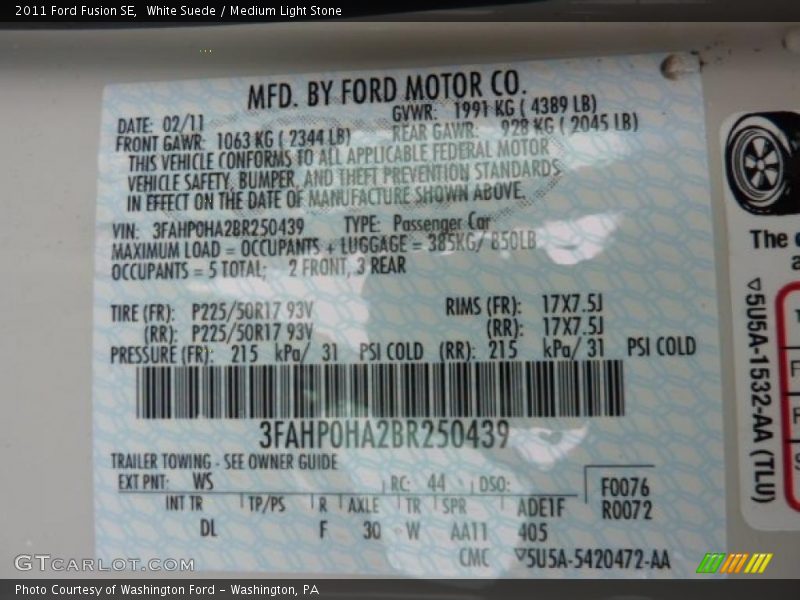 2011 Ford Fusion SE,  White Suede / Medium Light Stone
MFD. BY FORD MOTOR CO.
DATE: 02/11 GVWR: 1991 KG ( 4389 LB)
FRONT GAWR: 1063 KG ( 2344 LB) REAR GAWR: 928 KG ( 2045 LB)
THIS VEHICLE CONFORMS TO ALL APPLICABLE FEDERAL MOTOR
VEHICLE SAFETY, BUMPER, AND THEFT PREVENTION STANDARDS
IN EFFECT ON THE DATE OF MANUFACTURE SHOWN ABOVE.
VIN: 3FAHP0HA2BR250439 TYPE: Passenger Car
MAXIMUM LOAD = OCCUPANTS + LUGGAGE = 385KG/ 850LB
OCCUPANTS = 5 TOTAL; 2 FRONT, 3 REAR
TIRE (FR): P225/50R17 93V RIMS (FR): 17X7.5J
(RR): P225/50R17 93V (RR): 17X7.5J
PRESSURE (FR): 215 kPa/ 31 PSI COLD (RR): 215 kPa/ 31 PSI COLD
3FAHP0HA2BR250439
TRAILER TOWING - SEE OWNER GUIDE
EXT PNT: WS RC: 44 DSO: F0076
INT TR TP/PS R AXLE TR SPR ADE1F R0072
DL F 30 W AA11 405
CMC ▽5U5A-5420472-AA
The
▽5U5A-1532-AA (TLU)
GTCARLOT.COM
Photo Courtesy of Washington Ford - Washington, PA